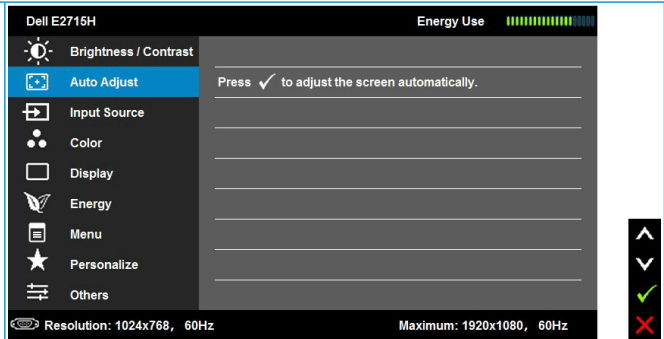 Dell E2715H Energy Use
Brightness / Contrast
Auto Adjust Press ✓ to adjust the screen automatically.
Input Source
Color
Display
Energy
Menu
Personalize
Others
Resolution: 1024x768, 60Hz Maximum: 1920x1080, 60Hz